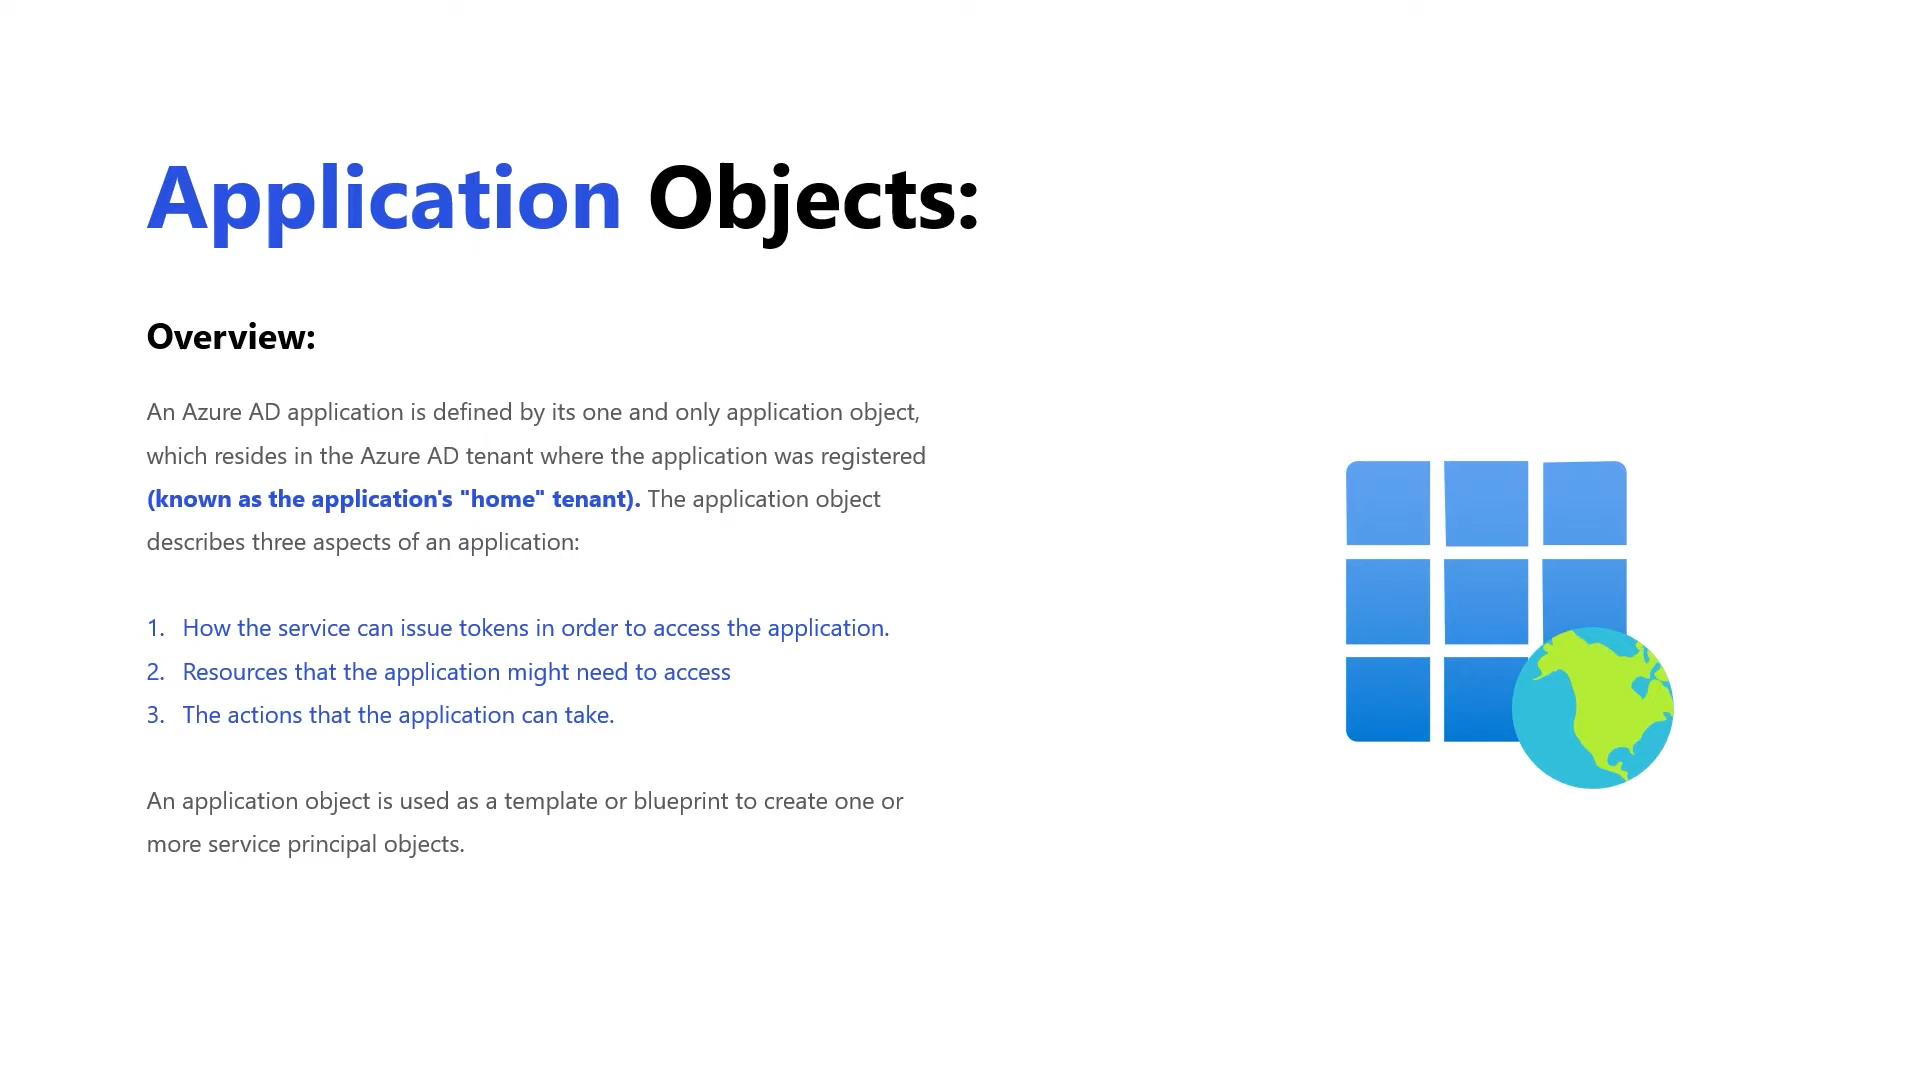 Application Objects:
Overview:
An Azure AD application is defined by its one and only application object,
which resides in the Azure AD tenant where the application was registered
(known as the application's "home" tenant). The application object
describes three aspects of an application:
1. How the service can issue tokens in order to access the application.
2. Resources that the application might need to access
3. The actions that the application can take.
An application object is used as a template or blueprint to create one or
more service principal objects.